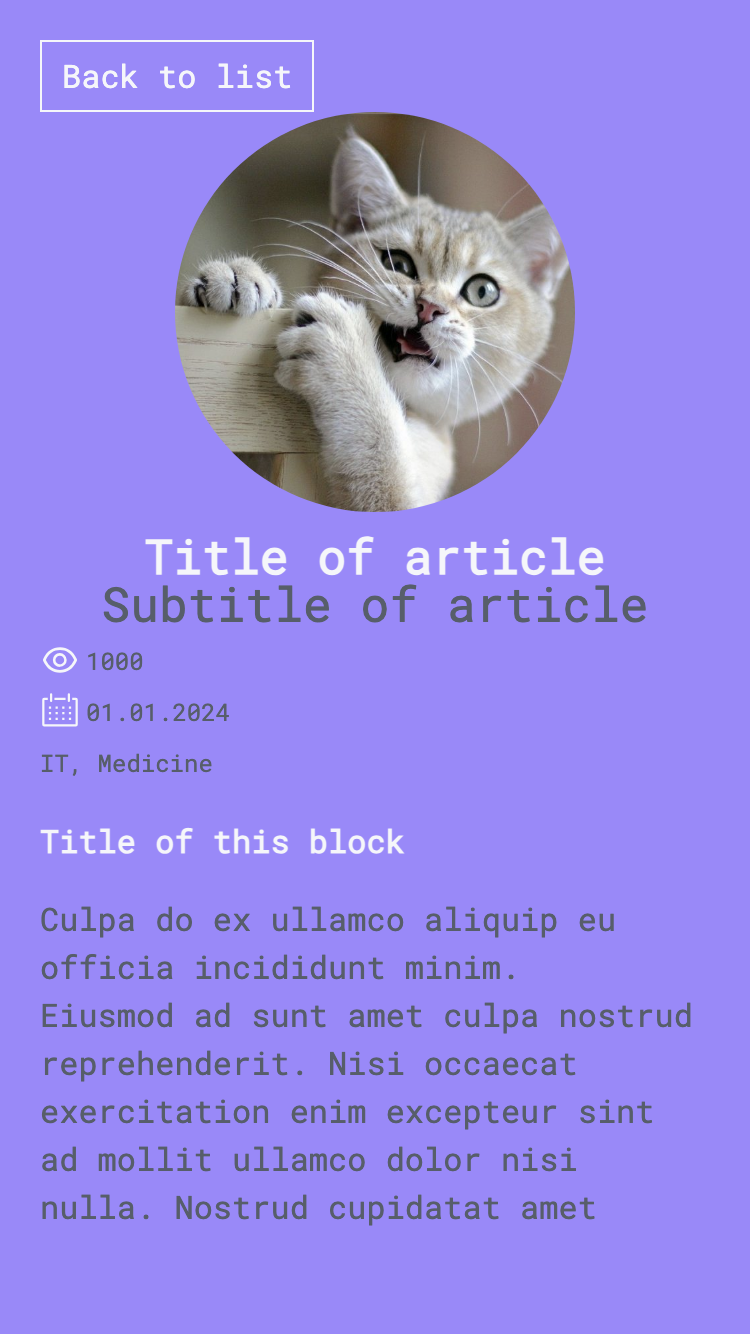 Back to list
Title of article
Subtitle of article
1000
01.01.2024
IT, Medicine
Title of this block
Culpa do ex ullamco aliquip eu
officia incididunt minim.
Eiusmod ad sunt amet culpa nostrud
reprehenderit. Nisi occaecat
exercitation enim excepteur sint
ad mollit ullamco dolor nisi
nulla. Nostrud cupidatat amet